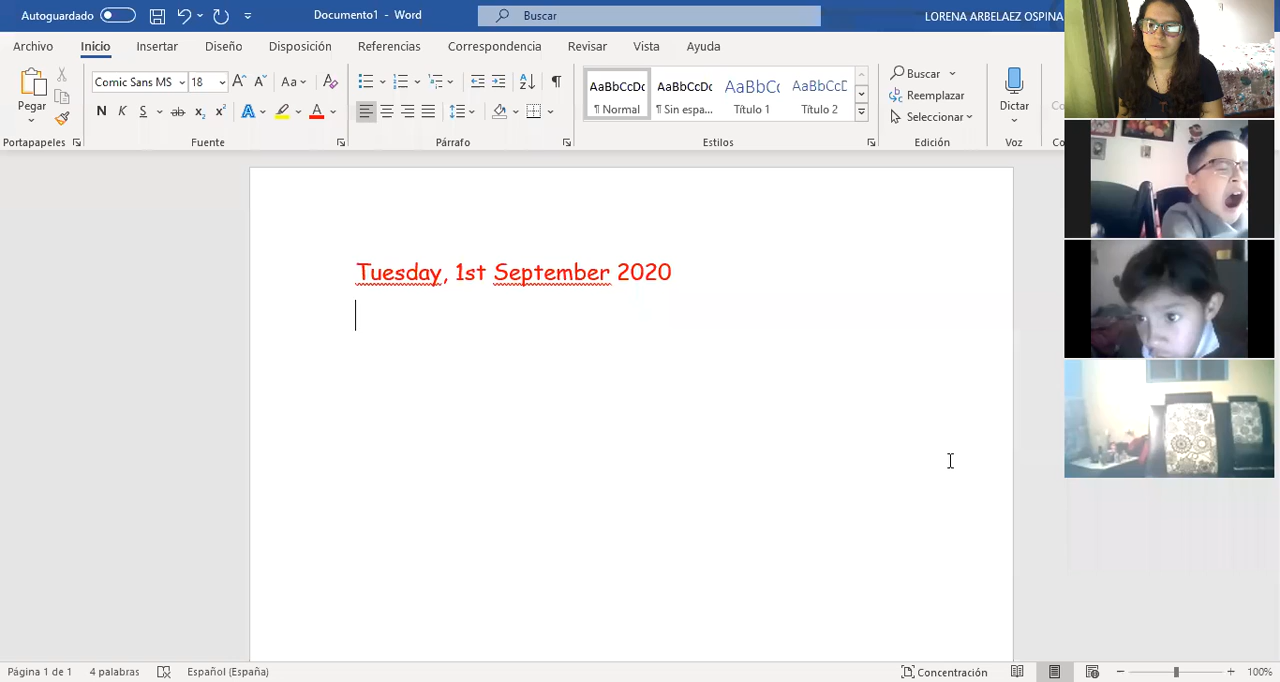 Autoguardado
Documento1 - Word
Buscar
LORENA ARBELAEZ OSPINA
Archivo Inicio Insertar Diseño Disposición Referencias Correspondencia Revisar Vista Ayuda
Pegar
Portapapeles
Comic Sans MS 18
Aa
N K S ab x₂ x² A A
Fuente
Párrafo
AaBbCcDc AaBbCcDc AaBbCc AaBbCcD
¶ Normal ¶ Sin espa... Título 1 Título 2
Estilos
Buscar
Reemplazar
Seleccionar
Edición
Dictar
Voz
Tuesday, 1st September 2020
Página 1 de 1 4 palabras Español (España) Concentración 100%